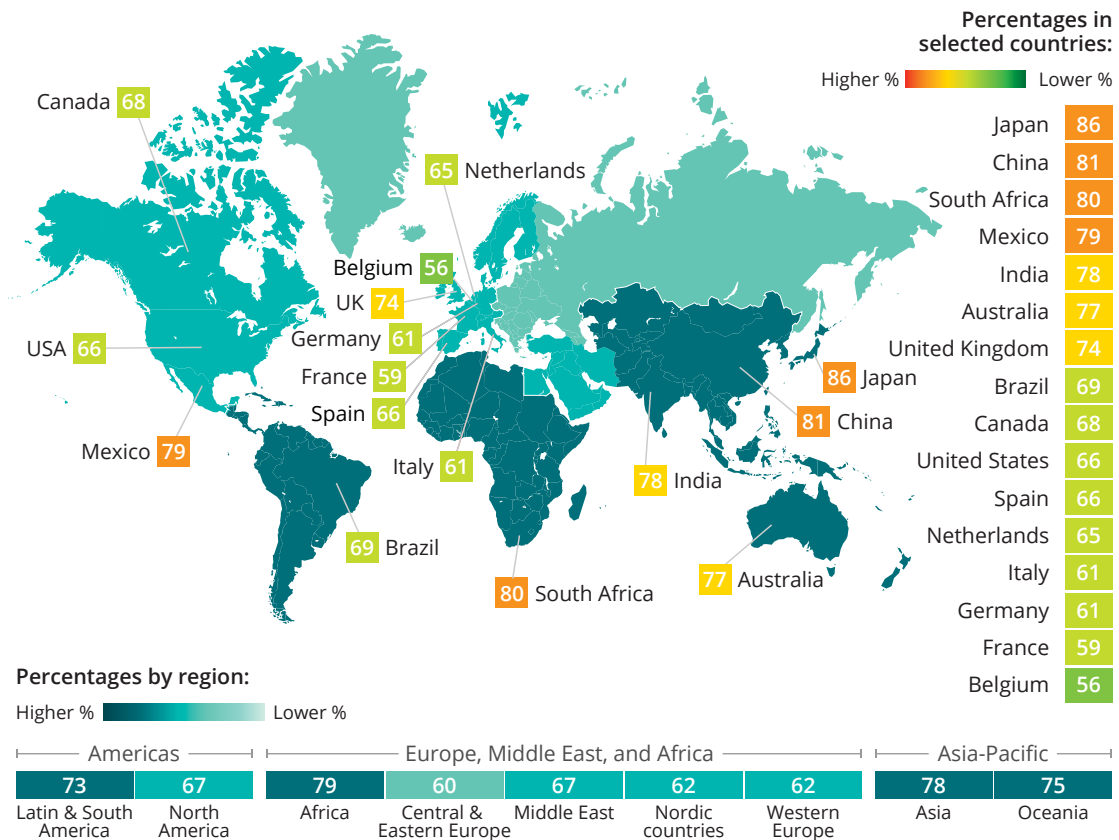 Percentages in
selected countries:
Higher % Lower %
Canada 68
65 Netherlands
Belgium 56
UK 74
Germany 61
USA 66
France 59
Spain 66
Mexico 79
Italy 61
86 Japan
81 China
78 India
69 Brazil
77 Australia
80 South Africa
Japan 86
China 81
South Africa 80
Mexico 79
India 78
Australia 77
United Kingdom 74
Brazil 69
Canada 68
United States 66
Spain 66
Netherlands 65
Italy 61
Germany 61
France 59
Belgium 56
Percentages by region:
Higher % Lower %
Americas
73 67
Latin & South North
America America
Europe, Middle East, and Africa
79 60 67 62 62
Africa Central & Middle East Nordic Western
Eastern Europe countries Europe
Asia-Pacific
78 75
Asia Oceania